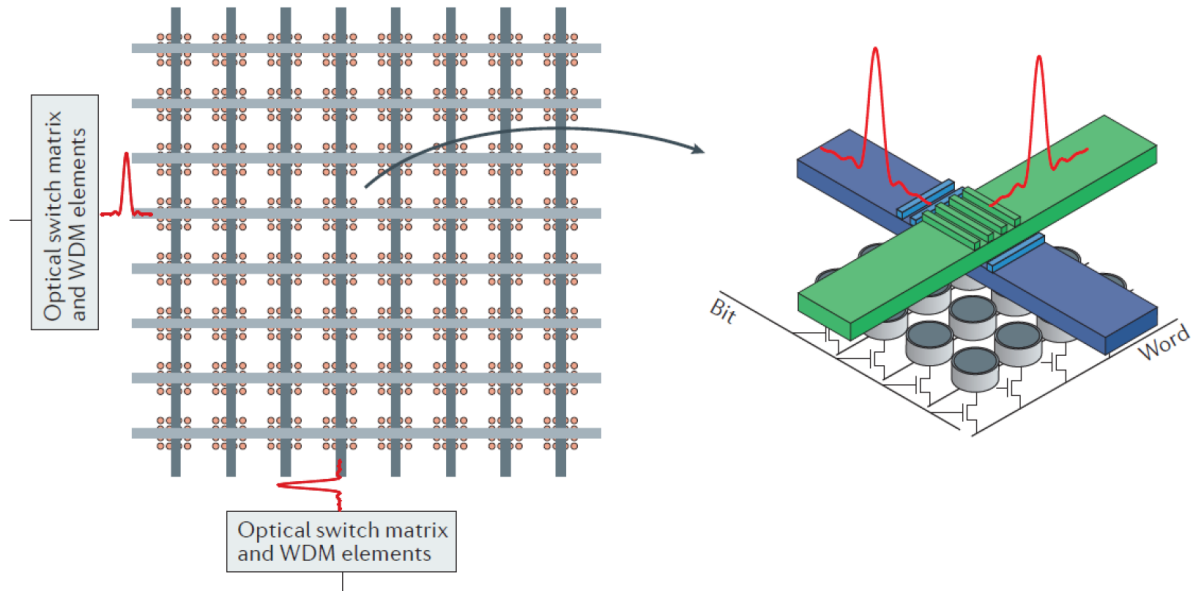 Optical switch matrix
and WDM elements
Bit
Word
Optical switch matrix
and WDM elements